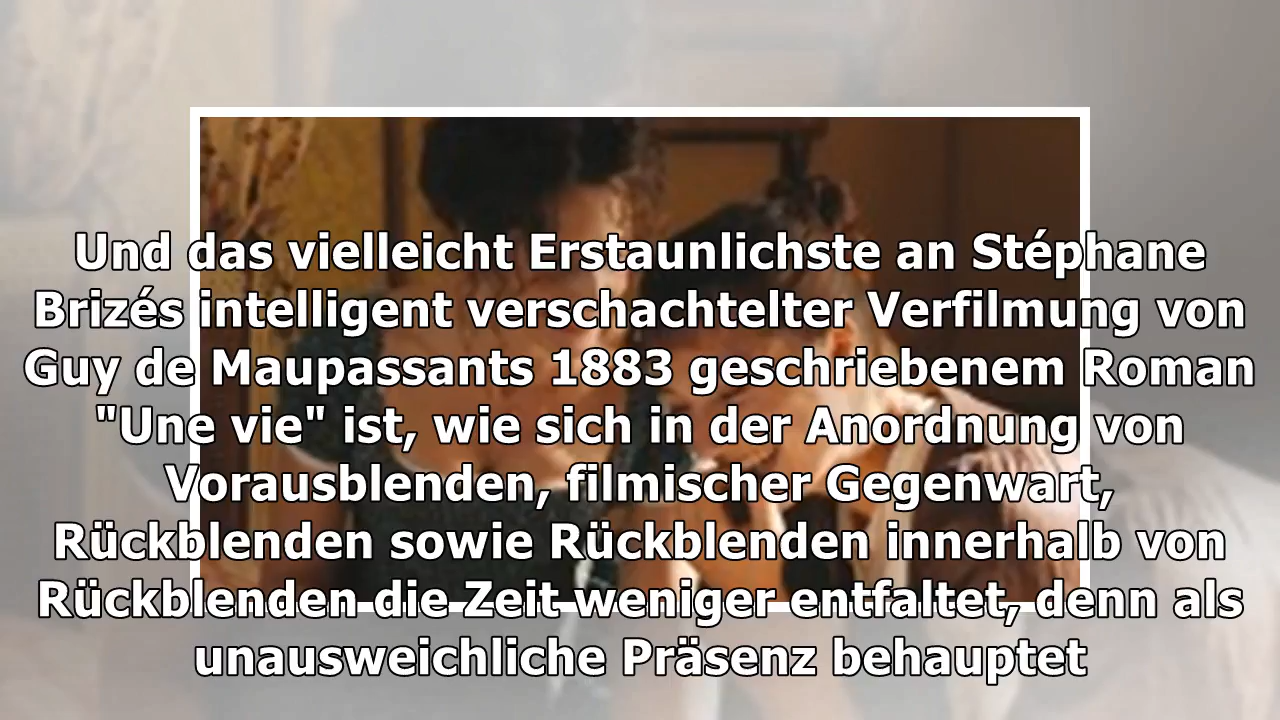 Und das vielleicht Erstaunlichste an Stéphane
Brizés intelligent verschachtelter Verfilmung von
Guy de Maupassants 1883 geschriebenem Roman
"Une vie" ist, wie sich in der Anordnung von
Vorausblenden, filmischer Gegenwart,
Rückblenden sowie Rückblenden innerhalb von
Rückblenden die Zeit weniger entfaltet, denn als
unausweichliche Präsenz behauptet